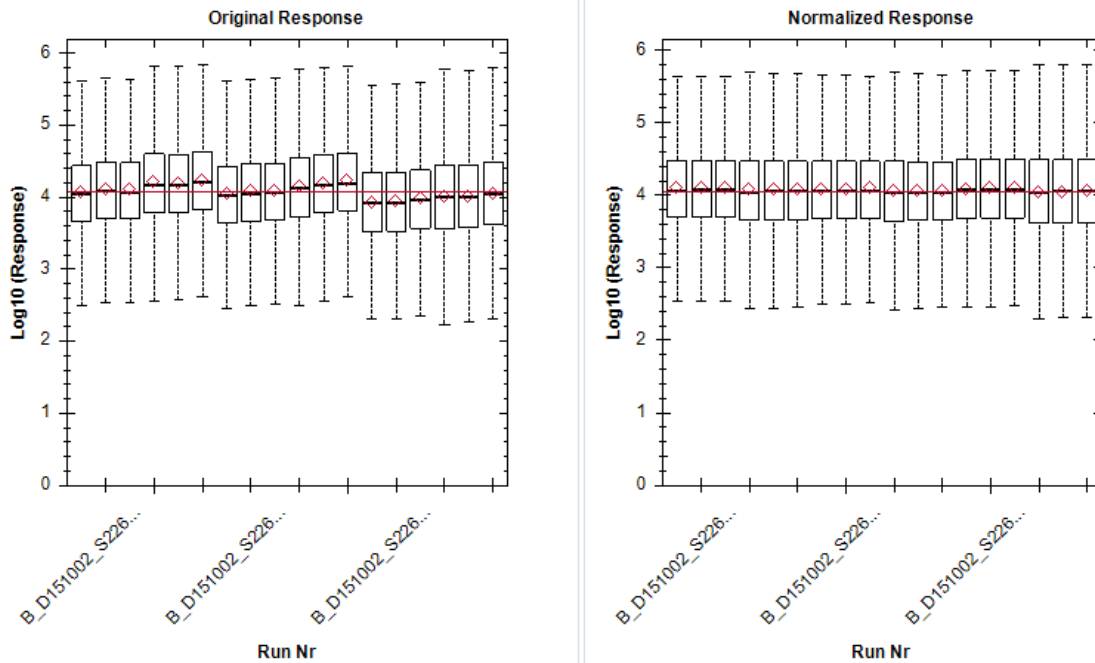 Original Response
Log10 (Response)
6
5
4
3
2
1
0
B_D151002_S226...
B_D151002_S226...
B_D151002_S226...
Run Nr
Normalized Response
Log10 (Response)
6
5
4
3
2
1
0
B_D151002_S226...
B_D151002_S226...
B_D151002_S226...
Run Nr